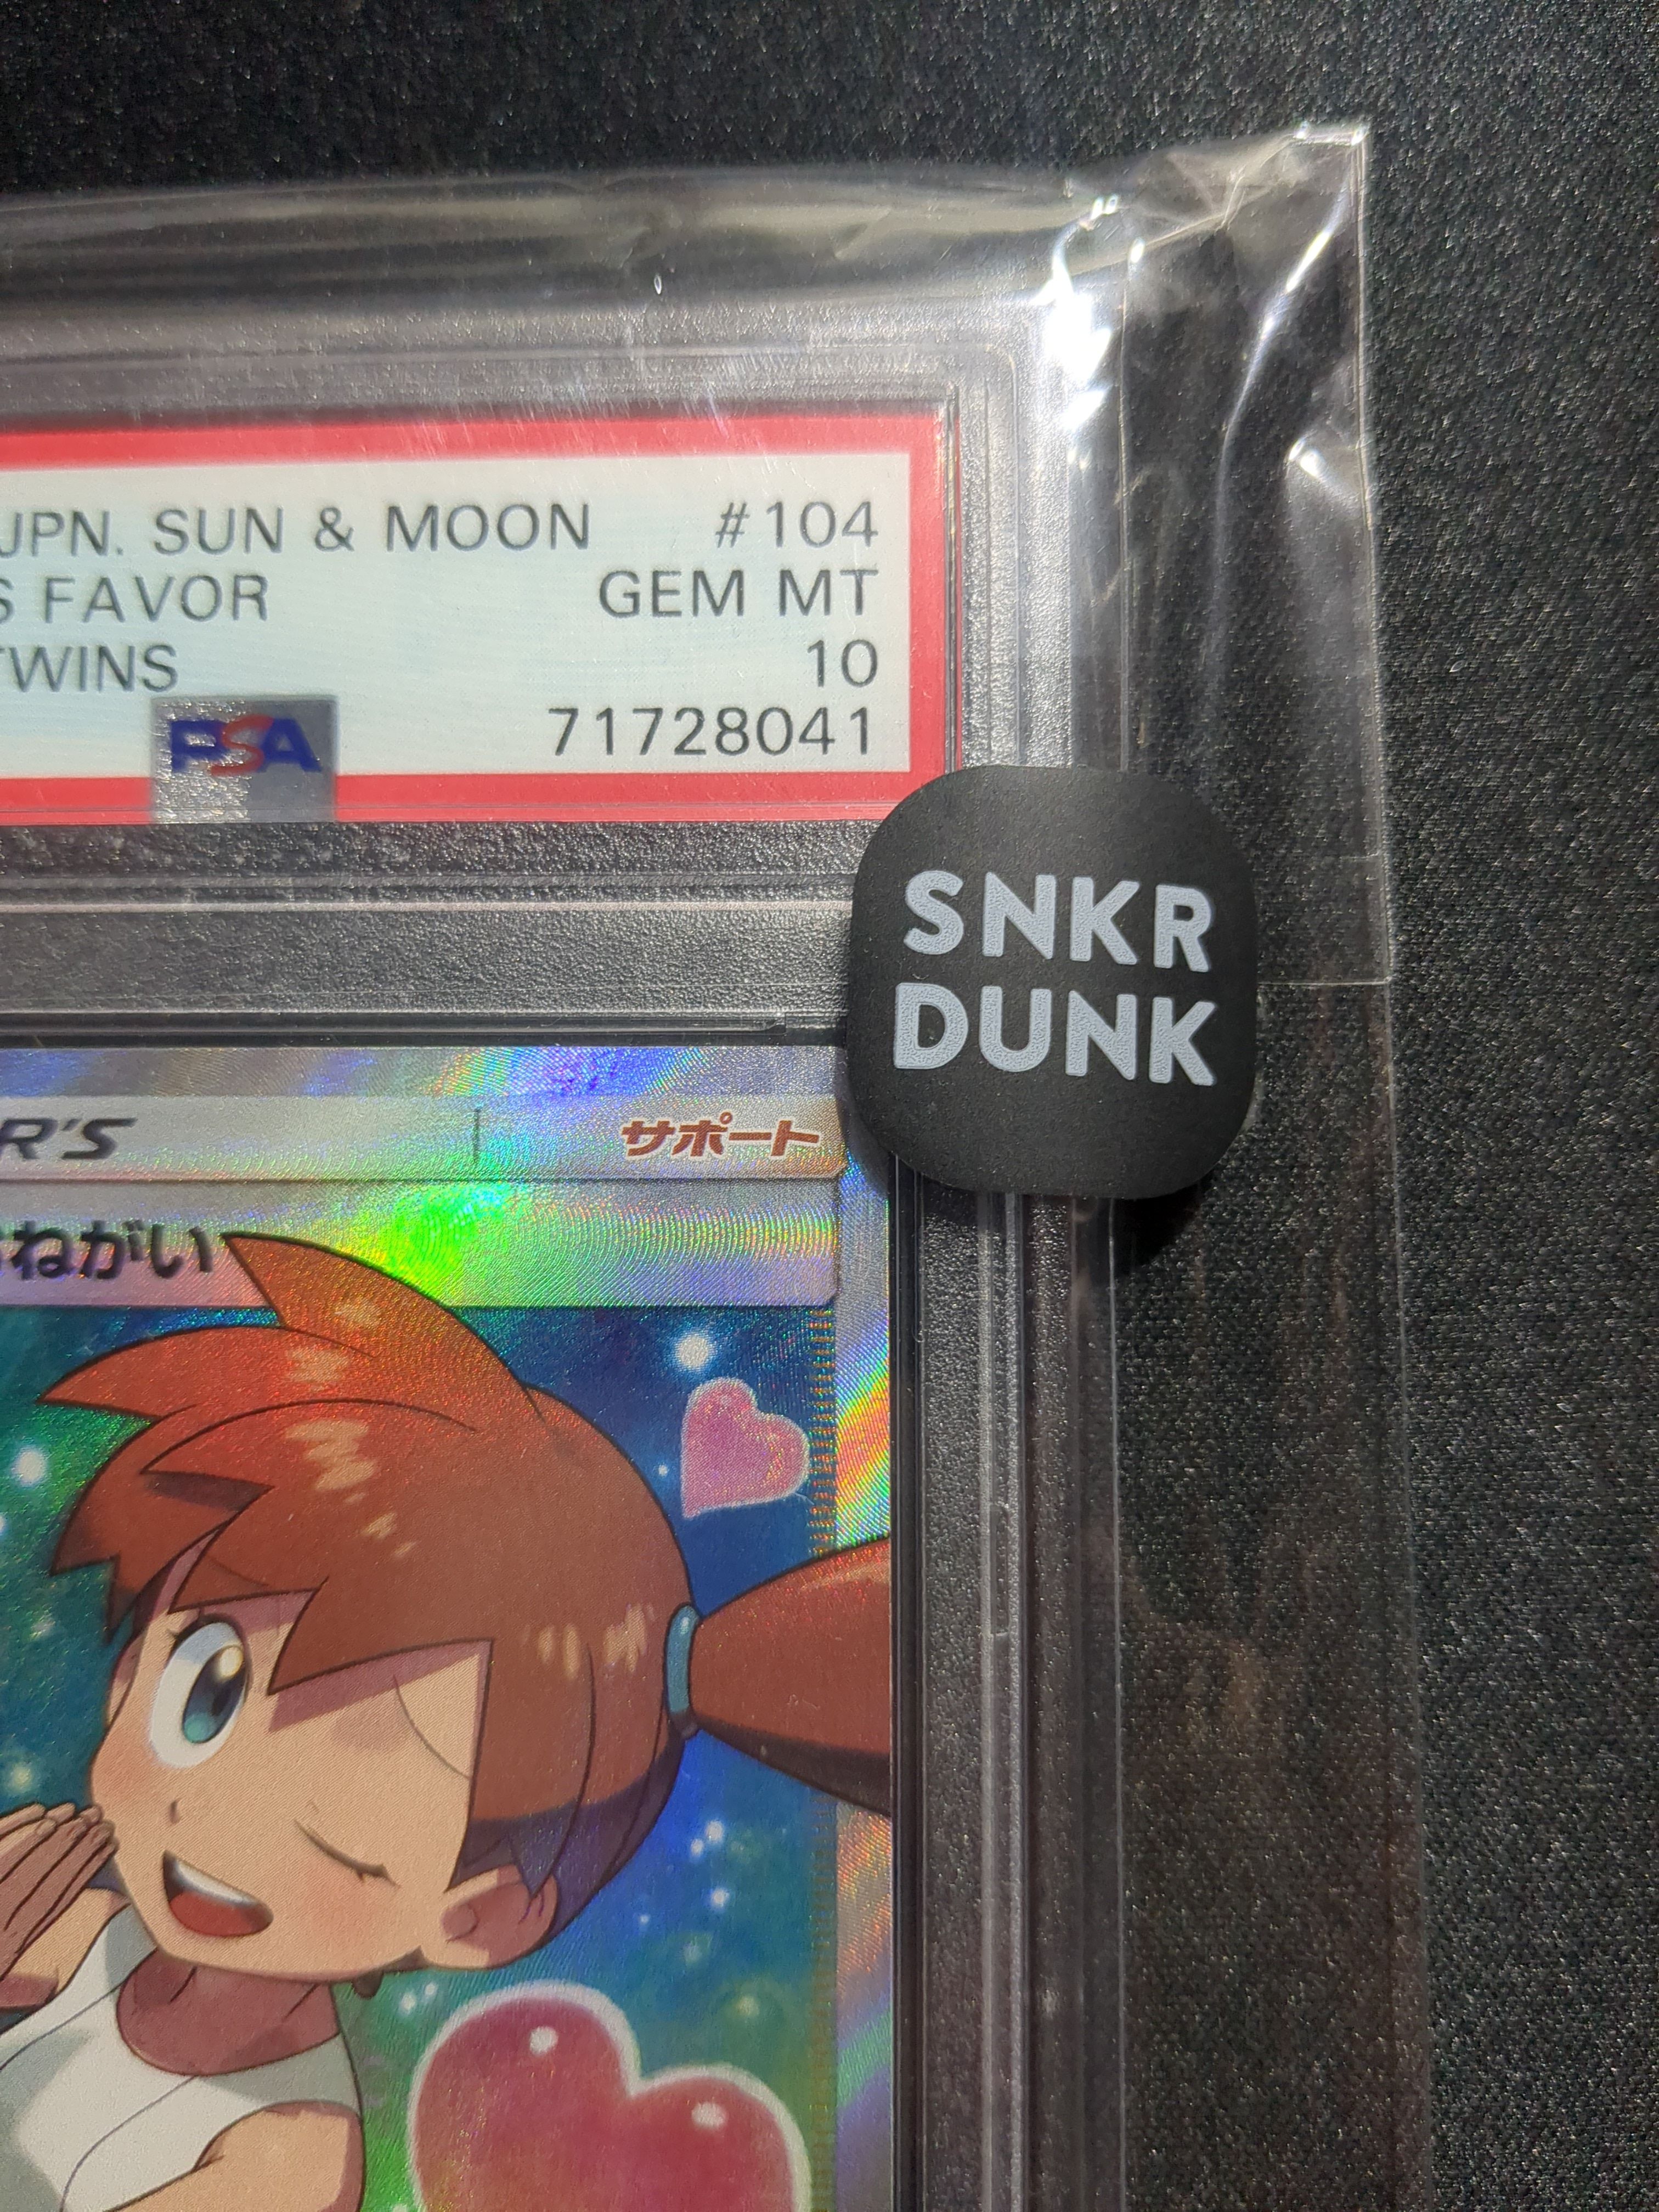 JPN. SUN & MOON #104
S FAVOR GEM MT
TWINS 10
PSA 71728041
SNKR
DUNK
R'S サポート
おねがい